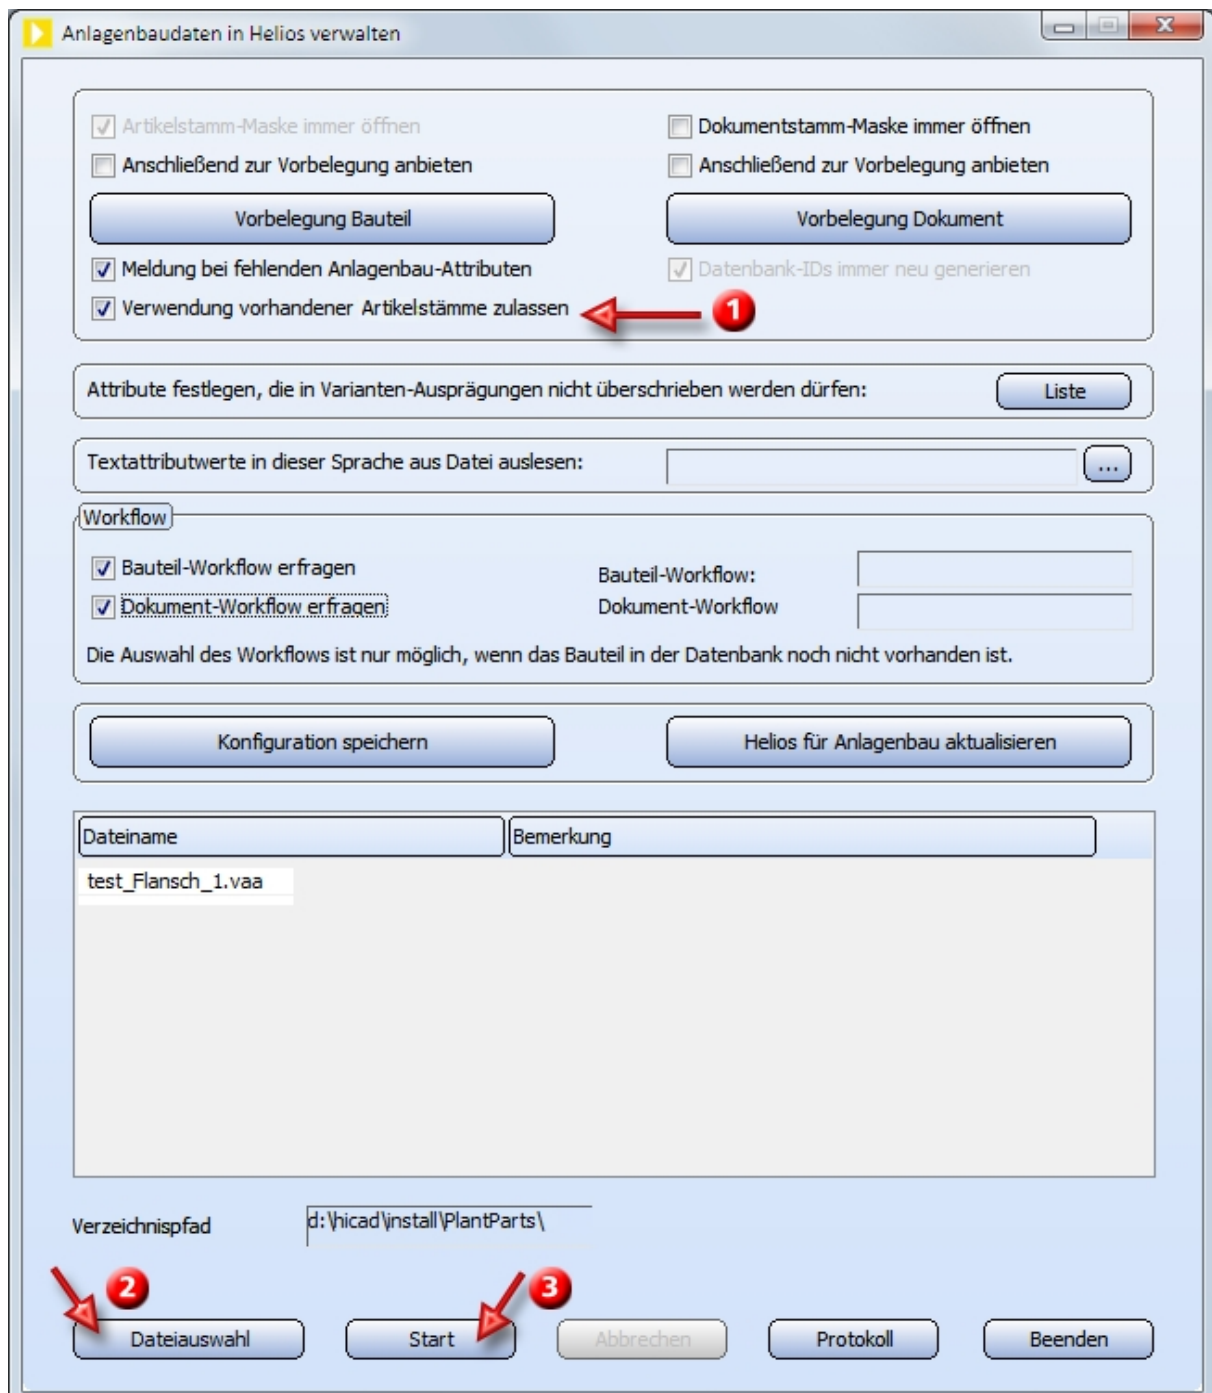 Anlagenbaudaten in Helios verwalten
Artikelstamm-Maske immer öffnen
Dokumentstamm-Maske immer öffnen
Anschließend zur Vorbelegung anbieten
Anschließend zur Vorbelegung anbieten
Vorbelegung Bauteil
Vorbelegung Dokument
Meldung bei fehlenden Anlagenbau-Attributen
Datenbank-IDs immer neu generieren
Verwendung vorhandener Artikelstämme zulassen
1
Attribute festlegen, die in Varianten-Ausprägungen nicht überschrieben werden dürfen:
Liste
Textattributwerte in dieser Sprache aus Datei auslesen:
...
Workflow
Bauteil-Workflow erfragen
Bauteil-Workflow:
Dokument-Workflow erfragen
Dokument-Workflow
Die Auswahl des Workflows ist nur möglich, wenn das Bauteil in der Datenbank noch nicht vorhanden ist.
Konfiguration speichern
Helios für Anlagenbau aktualisieren
Dateiname
Bemerkung
test_Flansch_1.vaa
Verzeichnispfad
d:\hicad\install\PlantParts\
2
3
Dateiauswahl
Start
Abbrechen
Protokoll
Beenden